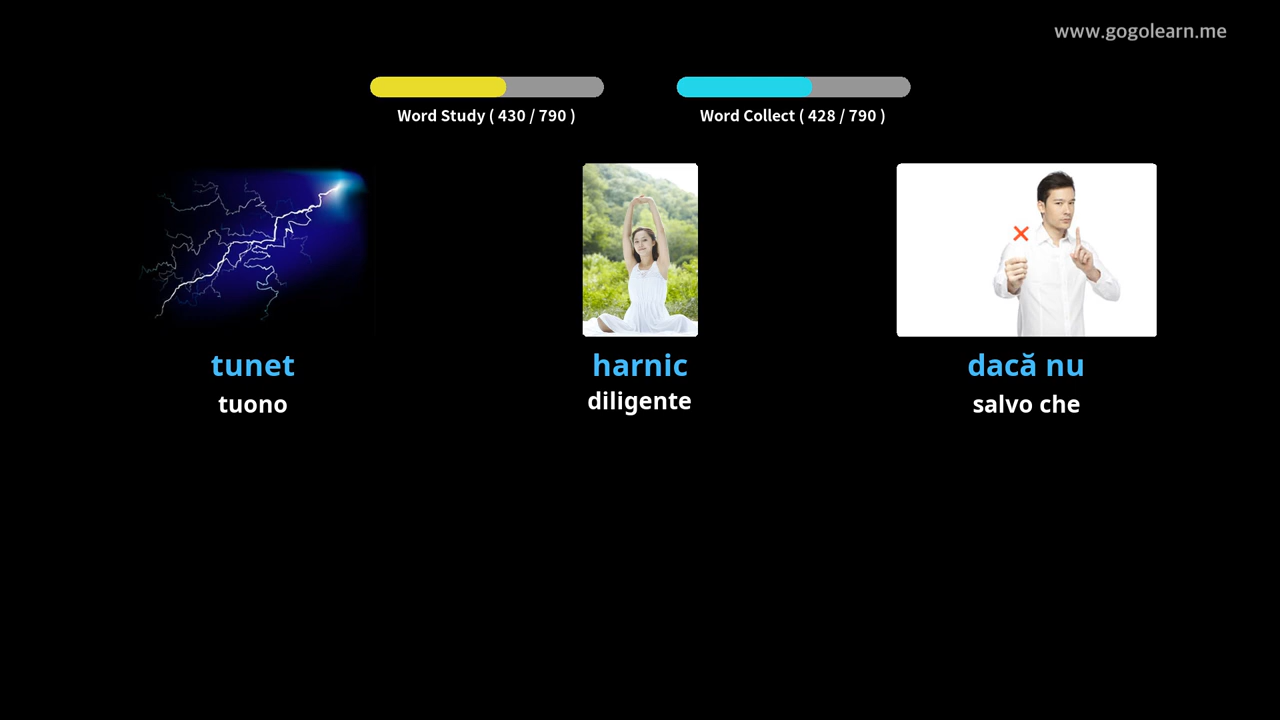 www.gogolearn.me
Word Study ( 430 / 790 )
Word Collect ( 428 / 790 )
tunet
tuono
harnic
diligente
dacă nu
salvo che